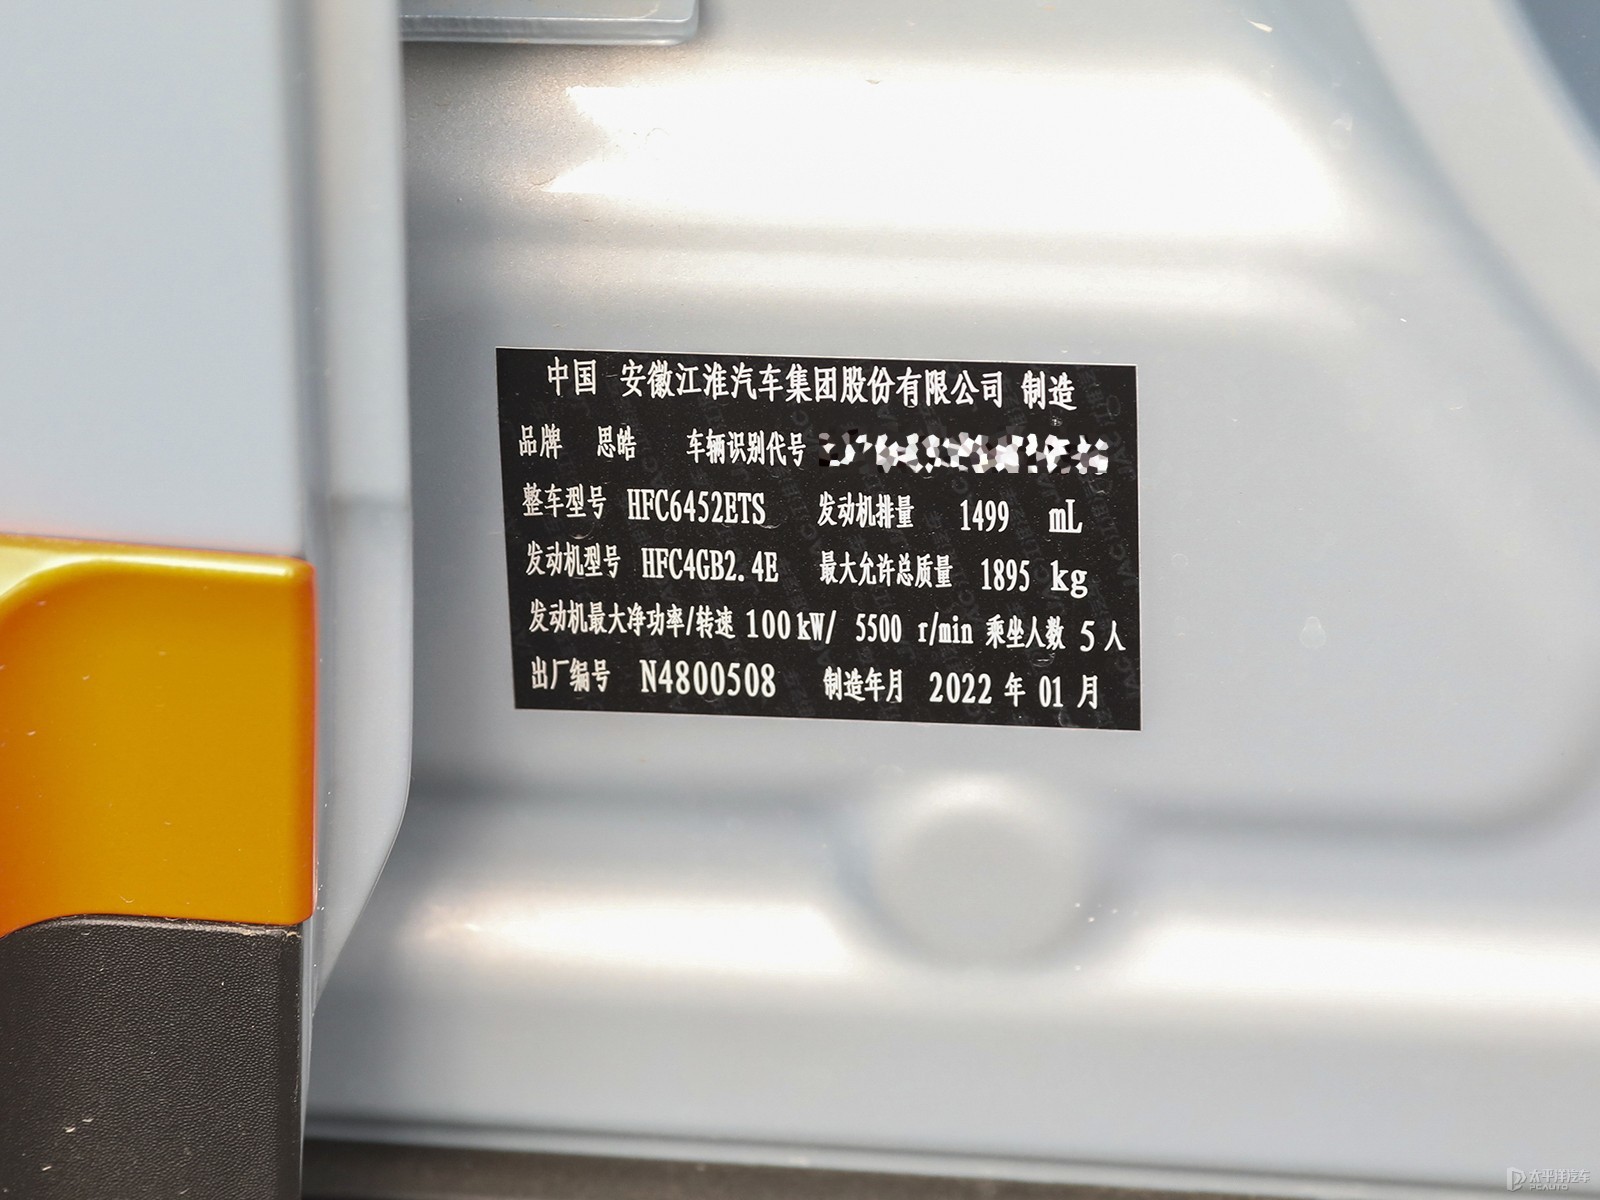 中国 安徽江淮汽车集团股份有限公司 制造
品牌 思皓 车辆识别代号
整车型号 HFC6452ETS 发动机排量 1499 mL
发动机型号 HFC4GB2.4E 最大允许总质量 1895 kg
发动机最大净功率/转速 100kW/ 5500 r/min 乘坐人数 5人
出厂编号 N4800508 制造年月 2022 年 01 月
太平洋汽车
PCAUTO